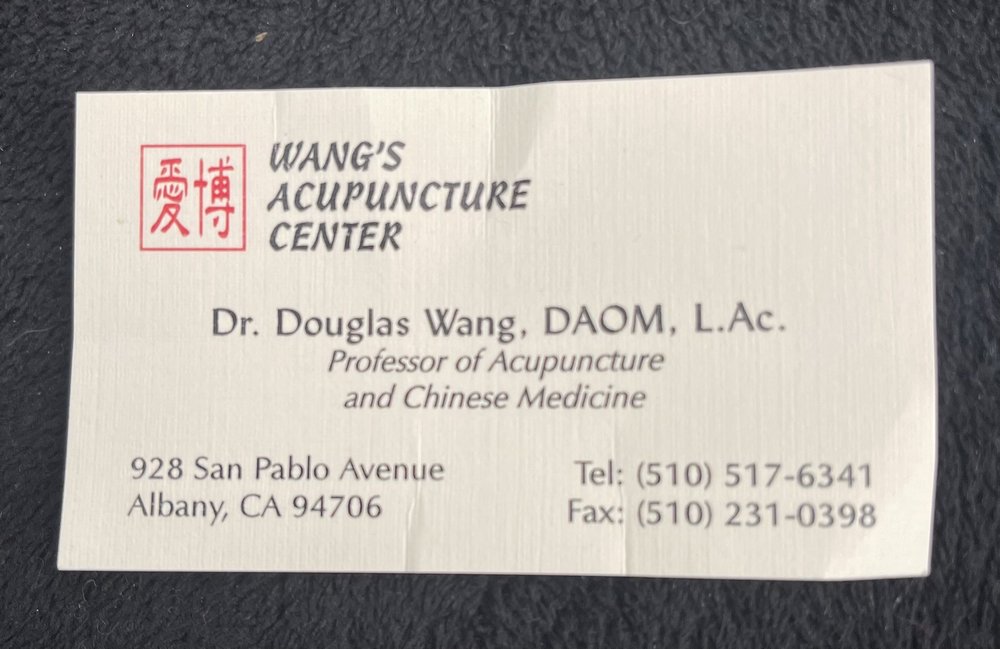 博愛
WANG'S
ACUPUNCTURE
CENTER
Dr. Douglas Wang, DAOM, L.Ac.
Professor of Acupuncture
and Chinese Medicine
928 San Pablo Avenue
Albany, CA 94706
Tel: (510) 517-6341
Fax: (510) 231-0398